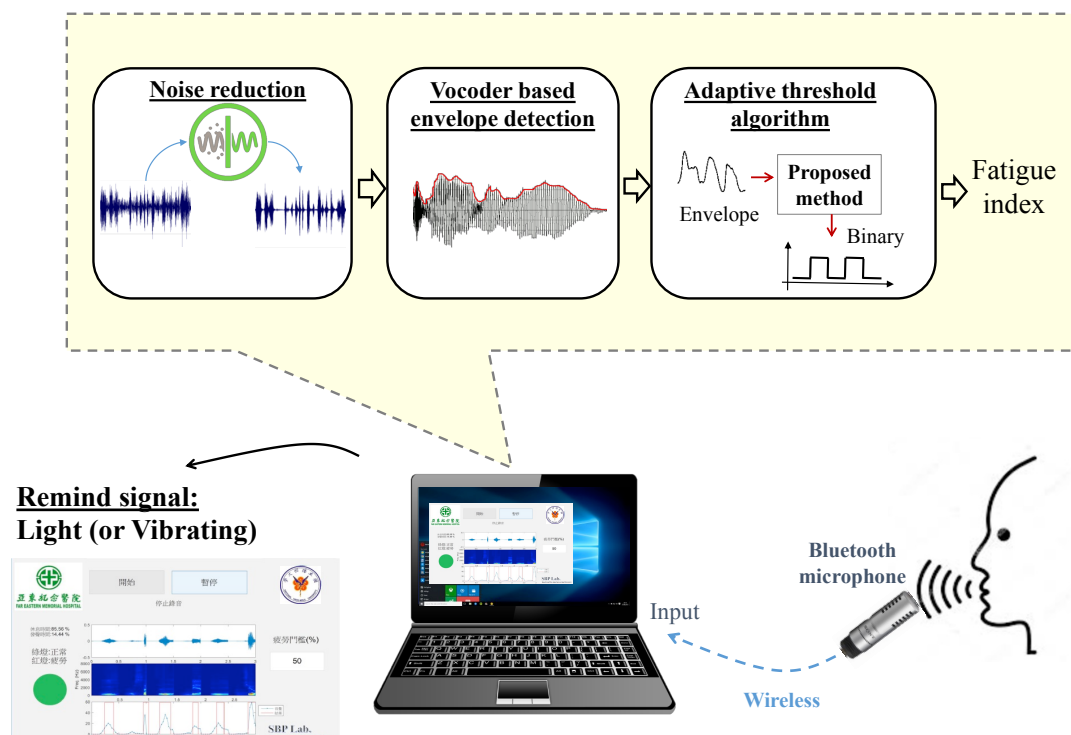 Noise reduction
Vocoder based
envelope detection
Adaptive threshold
algorithm
Envelope
Proposed
method
Binary
Fatigue
index
Remind signal:
Light (or Vibrating)
亞東紀念醫院
FAR EASTERN MEMORIAL HOSPITAL
開始
暫停
停止錄音
綠燈:正常
紅燈:疲勞
疲勞門檻(%)
50
SBP Lab.
Input
Bluetooth
microphone
Wireless